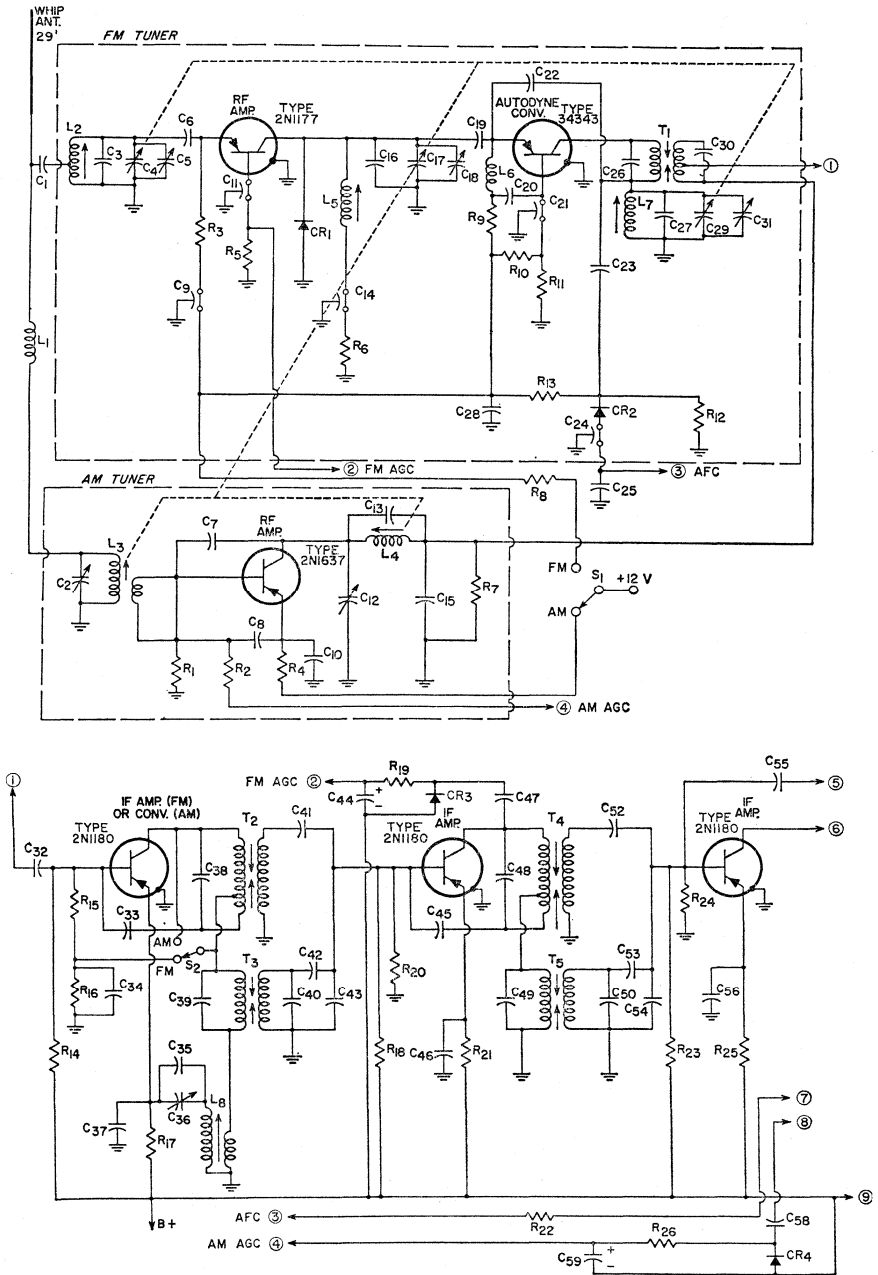 WHIP
ANT.
29'
FM TUNER
C22
L2
C6
RF
AMP.
TYPE
2N1177
C19
AUTODYNE
CONV.
TYPE
34343
T1
C30
①
C1
C3
C4
C5
C11
C16
C17
C18
L6
C20
C26
L5
C21
L7
C27
C29
C31
R3
R5
CR1
R9
R10
R11
C23
C9
C14
L1
R6
R13
CR2
R12
C28
C24
② FM AGC
③ AFC
R8
C25
AM TUNER
C13
C7
RF
AMP.
TYPE
2N1637
L4
L3
FM
S1
+12 V
C2
C12
C15
R7
AM
C8
C10
R1
R2
R4
④ AM AGC
C55
⑤
①
FM AGC ②
R19
CR3
C47
C44
IF AMP. (FM)
OR CONV. (AM)
TYPE
2N1180
T2
C41
IF
AMP.
TYPE
2N1180
T4
C52
IF
AMP.
TYPE
2N1180
⑥
C32
C38
C48
R15
C33
C45
R24
AM
FM
S2
T3
C42
T5
C53
R16
C34
C39
C40
C43
R20
C49
C50
C54
C56
R14
C35
R18
C46
R21
R23
R25
C36
L8
C37
R17
⑦
⑧
⑨
B+
AFC ③
R22
C58
AM AGC ④
R26
C59
CR4